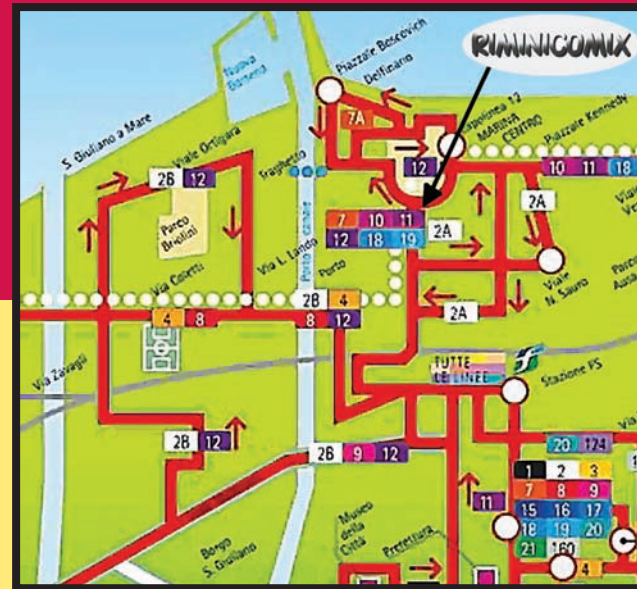 RIMINICOMIX
Nuova
Darsena
Piazzale Boscovich
Delfinario
Capolinea 12
MARINA
CENTRO
Piazzale Kennedy
S. Giuliano a Mare
Viale Ortigara
7A
2B 12
Traghetto
12
10 11 18
Parco
Briolini
Via L. Lando
Porto canale
7 10 11
12 18 19
2A
2A
Via Coletti
Porto
Viale
N. Sauro
2B 4
4 8
8 12
2A
Via Zavagli
TUTTE
LE LINEE
Stazione FS
2B 12
2B 9 12
20 124
1 2 3
7 8 9
11
15 16 17
18 19 20
21 160
4
Borgo
S. Giuliano
Museo
della
Città
Prefettura